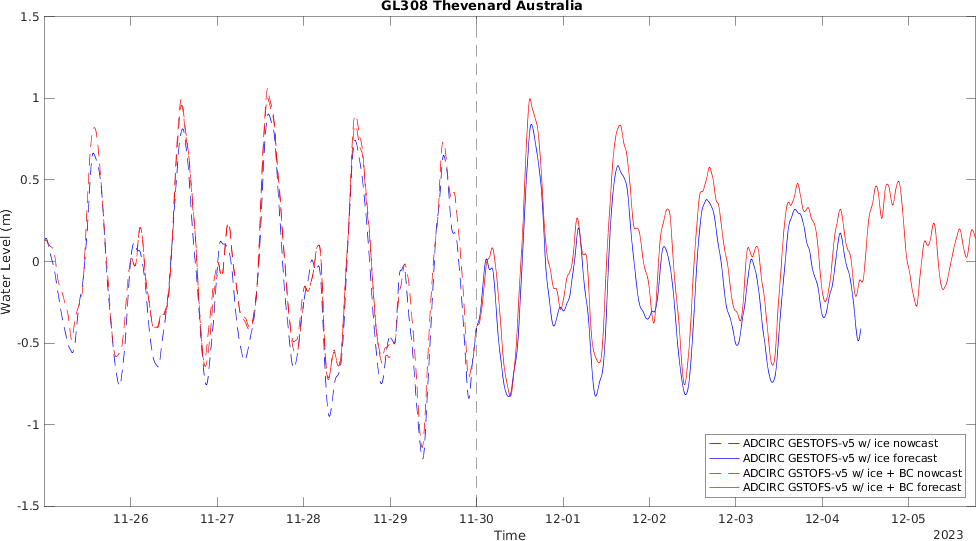 GL308 Thevenard Australia
1.5
1
0.5
0
-0.5
-1
-1.5
Water Level (m)
11-26
11-27
11-28
11-29
11-30
12-01
12-02
12-03
12-04
12-05
Time
2023
ADCIRC GESTOFS-v5 w/ ice nowcast
ADCIRC GESTOFS-v5 w/ ice forecast
ADCIRC GSTOFS-v5 w/ ice + BC nowcast
ADCIRC GSTOFS-v5 w/ ice + BC forecast